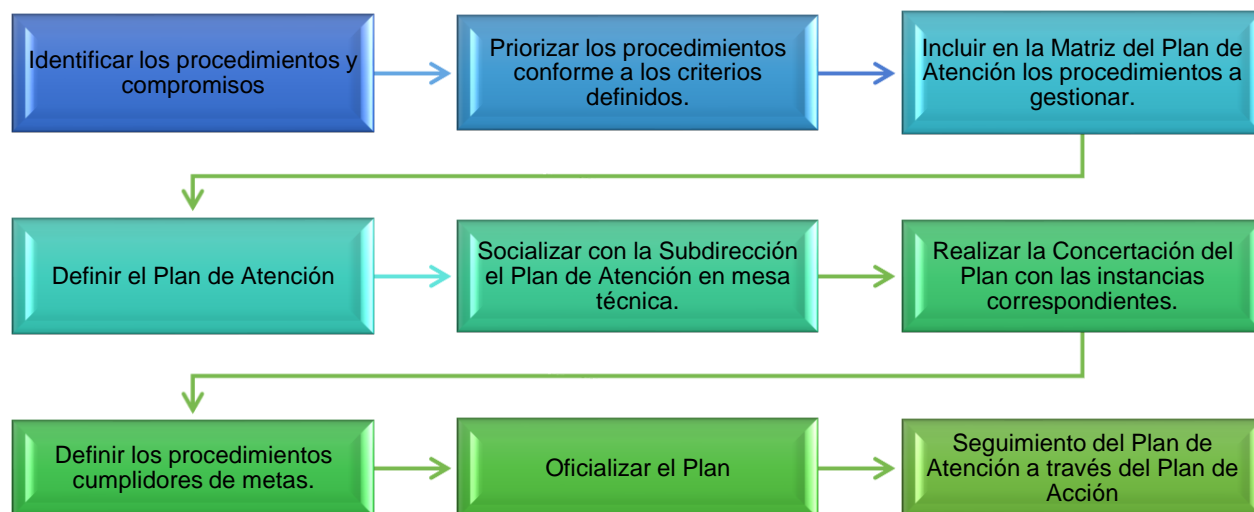 Identificar los procedimientos y
compromisos
Priorizar los procedimientos
conforme a los criterios
definidos.
Incluir en la Matriz del Plan de
Atención los procedimientos a
gestionar.
Definir el Plan de Atención
Socializar con la Subdirección
el Plan de Atención en mesa
técnica.
Realizar la Concertación del
Plan con las instancias
correspondientes.
Definir los procedimientos
cumplidores de metas.
Oficializar el Plan
Seguimiento del Plan de
Atención a través del Plan de
Acción